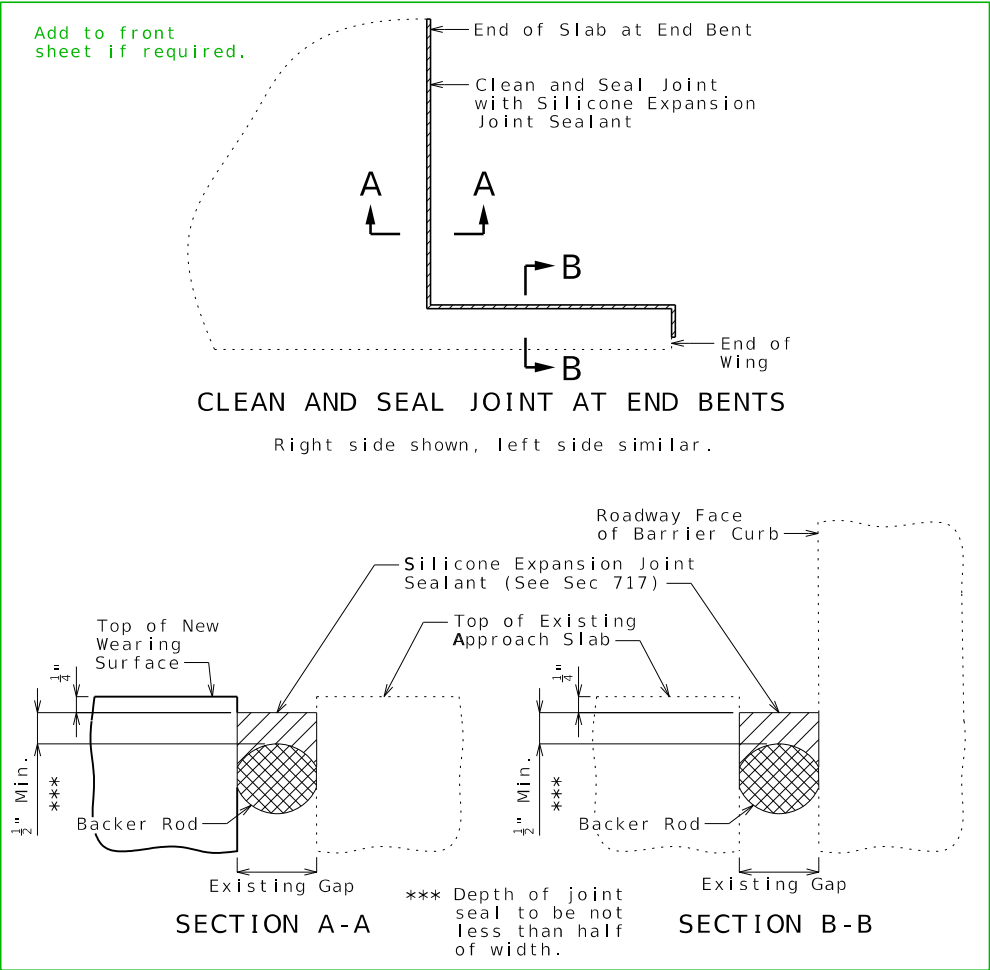 Add to front
sheet if required.
End of Slab at End Bent
Clean and Seal Joint
with Silicone Expansion
Joint Sealant
A
A
B
B
End of
Wing
CLEAN AND SEAL JOINT AT END BENTS
Right side shown, left side similar.
Roadway Face
of Barrier Curb
Silicone Expansion Joint
Sealant (See Sec 717)
Top of New
Wearing
Surface
Top of Existing
Approach Slab
1/4"
1/4"
1/2" Min.
***
1/2" Min.
***
Backer Rod
Backer Rod
Existing Gap
Existing Gap
SECTION A-A
*** Depth of joint
seal to be not
less than half
of width.
SECTION B-B